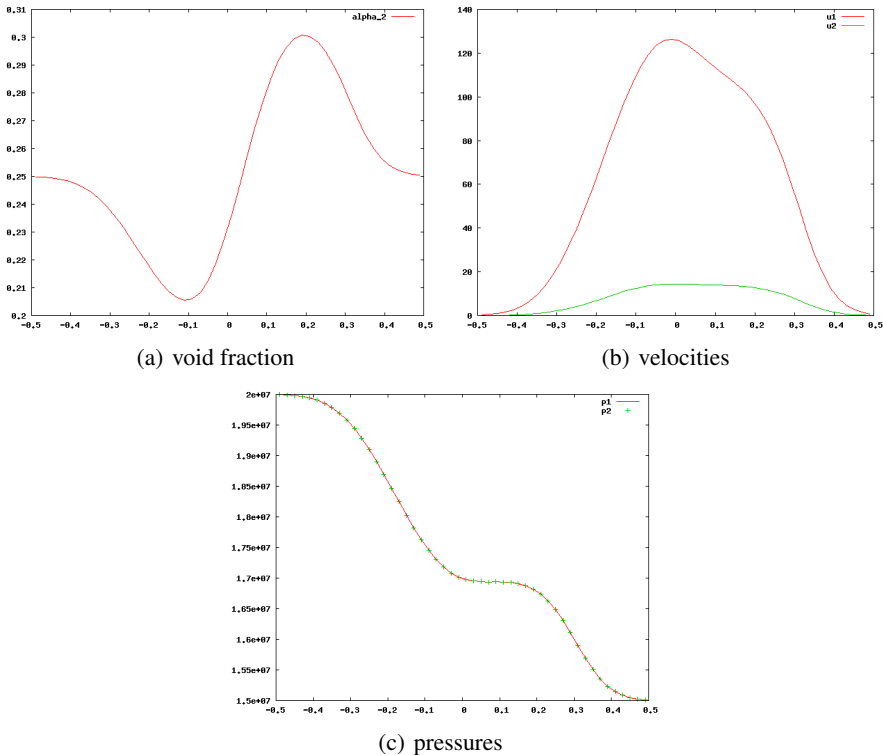 0.31
0.3
0.29
0.28
0.27
0.26
0.25
0.24
0.23
0.22
0.21
0.2
-0.5 -0.4 -0.3 -0.2 -0.1 0 0.1 0.2 0.3 0.4 0.5
alpha_2
(a) void fraction
140
120
100
80
60
40
20
0
-0.5 -0.4 -0.3 -0.2 -0.1 0 0.1 0.2 0.3 0.4 0.5
u1
u2
(b) velocities
2e+07
1.95e+07
1.9e+07
1.85e+07
1.8e+07
1.75e+07
1.7e+07
1.65e+07
1.6e+07
1.55e+07
1.5e+07
-0.5 -0.4 -0.3 -0.2 -0.1 0 0.1 0.2 0.3 0.4 0.5
p1
p2
(c) pressures